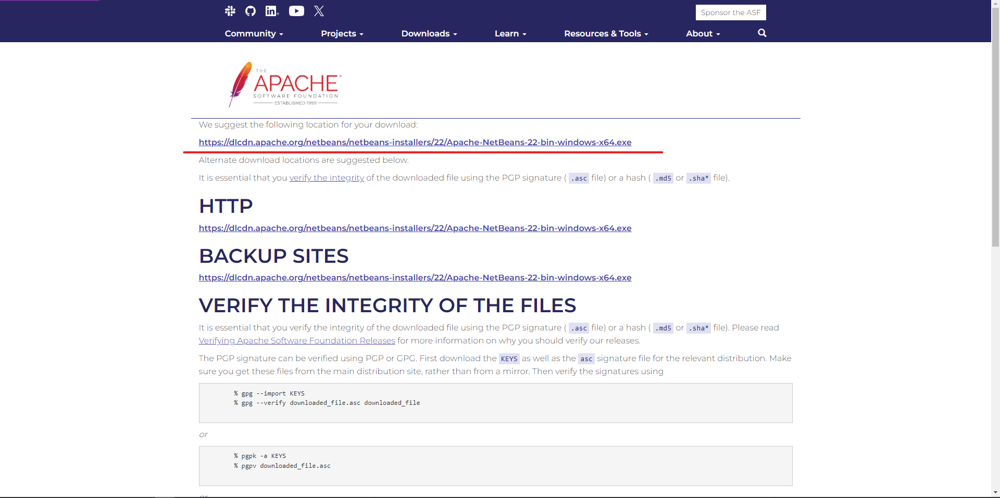 Sponsor the ASF
Community Projects Downloads Learn Resources & Tools About
THE
APACHE®
SOFTWARE FOUNDATION
ESTABLISHED 1999
We suggest the following location for your download:
https://dlcdn.apache.org/netbeans/netbeans-installers/22/Apache-NetBeans-22-bin-windows-x64.exe
Alternate download locations are suggested below.
It is essential that you verify the integrity of the downloaded file using the PGP signature ( .asc file) or a hash ( .md5 or .sha* file).
HTTP
https://dlcdn.apache.org/netbeans/netbeans-installers/22/Apache-NetBeans-22-bin-windows-x64.exe
BACKUP SITES
https://dlcdn.apache.org/netbeans/netbeans-installers/22/Apache-NetBeans-22-bin-windows-x64.exe
VERIFY THE INTEGRITY OF THE FILES
It is essential that you verify the integrity of the downloaded file using the PGP signature ( .asc file) or a hash ( .md5 or .sha* file). Please read
Verifying Apache Software Foundation Releases for more information on why you should verify our releases.
The PGP signature can be verified using PGP or GPG. First download the KEYS as well as the asc signature file for the relevant distribution. Make
sure you get these files from the main distribution site, rather than from a mirror. Then verify the signatures using
% gpg --import KEYS
% gpg --verify downloaded_file.asc downloaded_file
or
% pgpk -a KEYS
% pgpv downloaded_file.asc